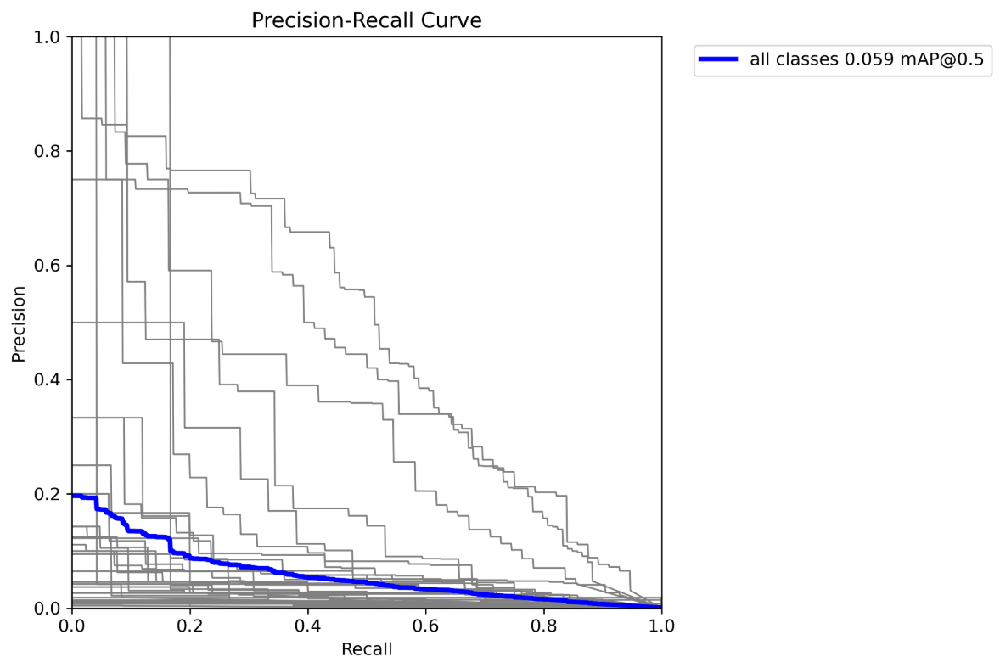 Precision-Recall Curve
all classes 0.059 mAP@0.5
1.0
0.8
0.6
0.4
0.2
0.0
Precision
0.0 0.2 0.4 0.6 0.8 1.0
Recall